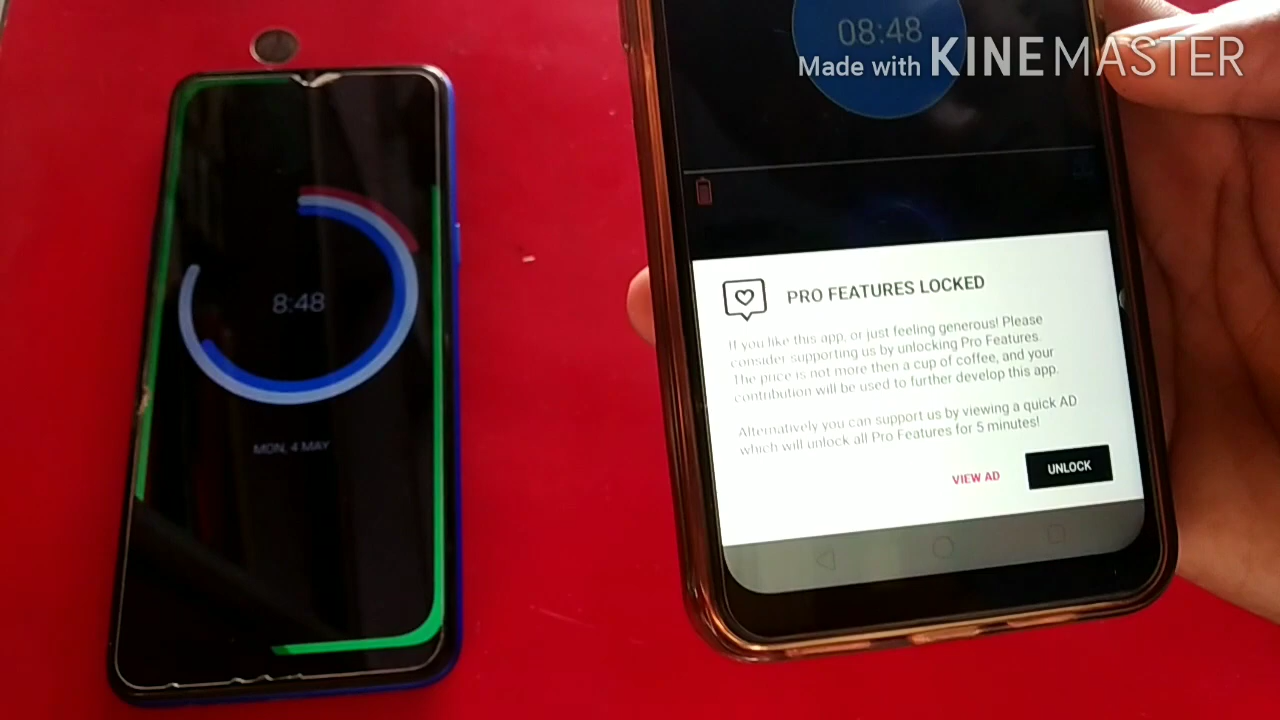 8:48
MON, 4 MAY
08:48
Made with KINEMASTER
PRO FEATURES LOCKED
If you like this app, or just feeling generous! Please
consider supporting us by unlocking Pro Features.
The price is not more then a cup of coffee, and your
contribution will be used to further develop this app.
Alternatively you can support us by viewing a quick AD
which will unlock all Pro Features for 5 minutes!
VIEW AD
UNLOCK